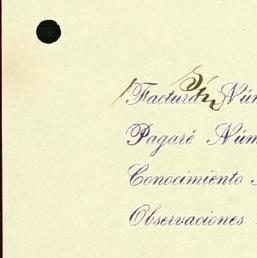 Factura Núm
Pagaré Núm
Conocimiento
Observaciones